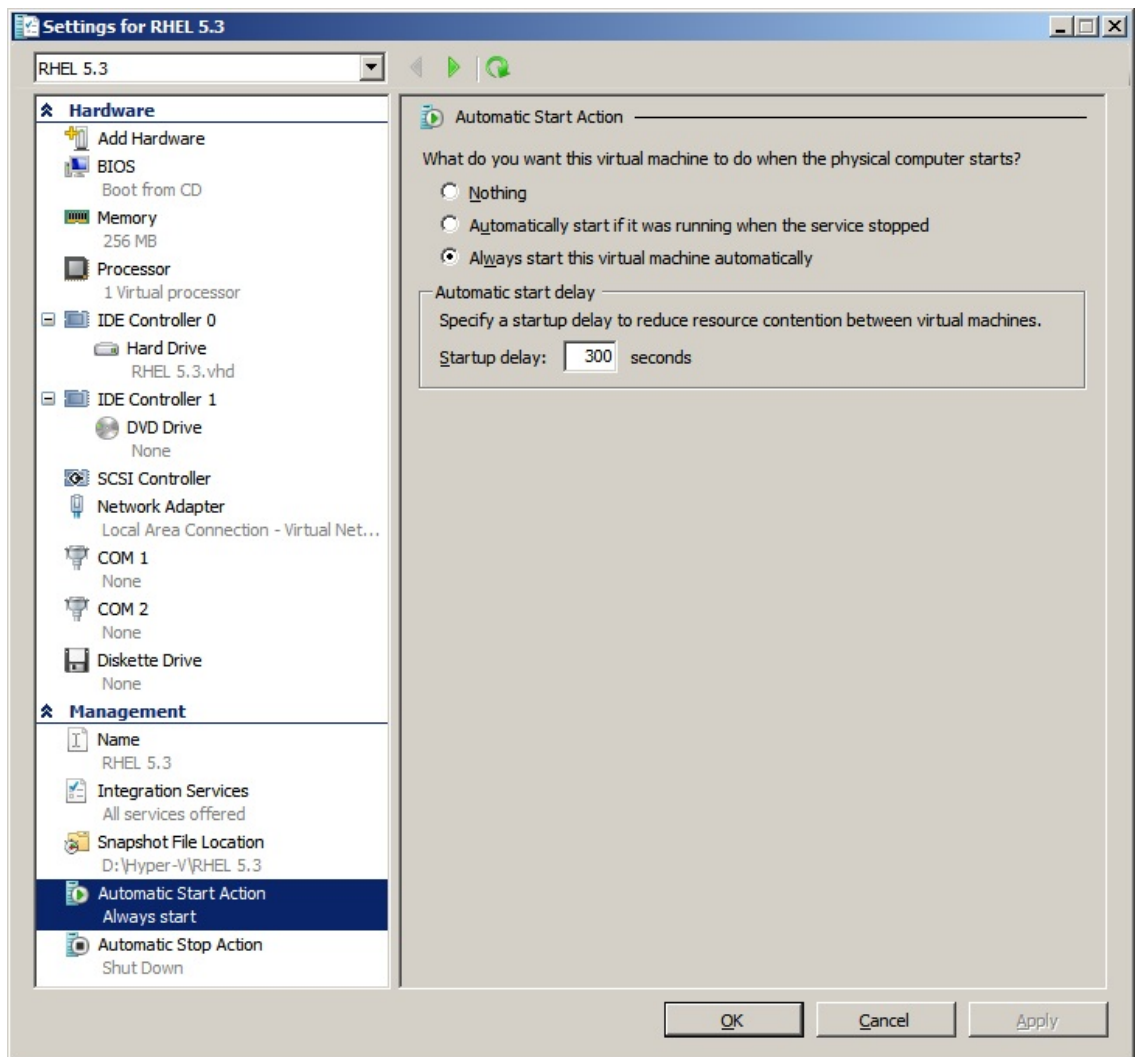 Settings for RHEL 5.3
RHEL 5.3
Hardware
Add Hardware
BIOS
Boot from CD
Memory
256 MB
Processor
1 Virtual processor
IDE Controller 0
Hard Drive
RHEL 5.3.vhd
IDE Controller 1
DVD Drive
None
SCSI Controller
Network Adapter
Local Area Connection - Virtual Net...
COM 1
None
COM 2
None
Diskette Drive
None
Management
Name
RHEL 5.3
Integration Services
All services offered
Snapshot File Location
D:\Hyper-V\RHEL 5.3
Automatic Start Action
Always start
Automatic Stop Action
Shut Down
Automatic Start Action
What do you want this virtual machine to do when the physical computer starts?
Nothing
Automatically start if it was running when the service stopped
Always start this virtual machine automatically
Automatic start delay
Specify a startup delay to reduce resource contention between virtual machines.
Startup delay: 300 seconds
OK Cancel Apply